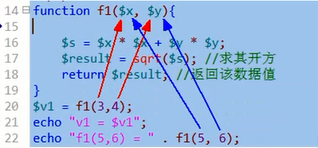 14 function f1($x, $y){
15
16 $s = $x * $x + $y * $y;
17 $result = sqrt($s); //求其开方
18 return $result; //返回该数据值
19 }
20 $v1 = f1(3,4);
21 echo "v1 = $v1";
22 echo "f1(5,6) = " . f1(5, 6);